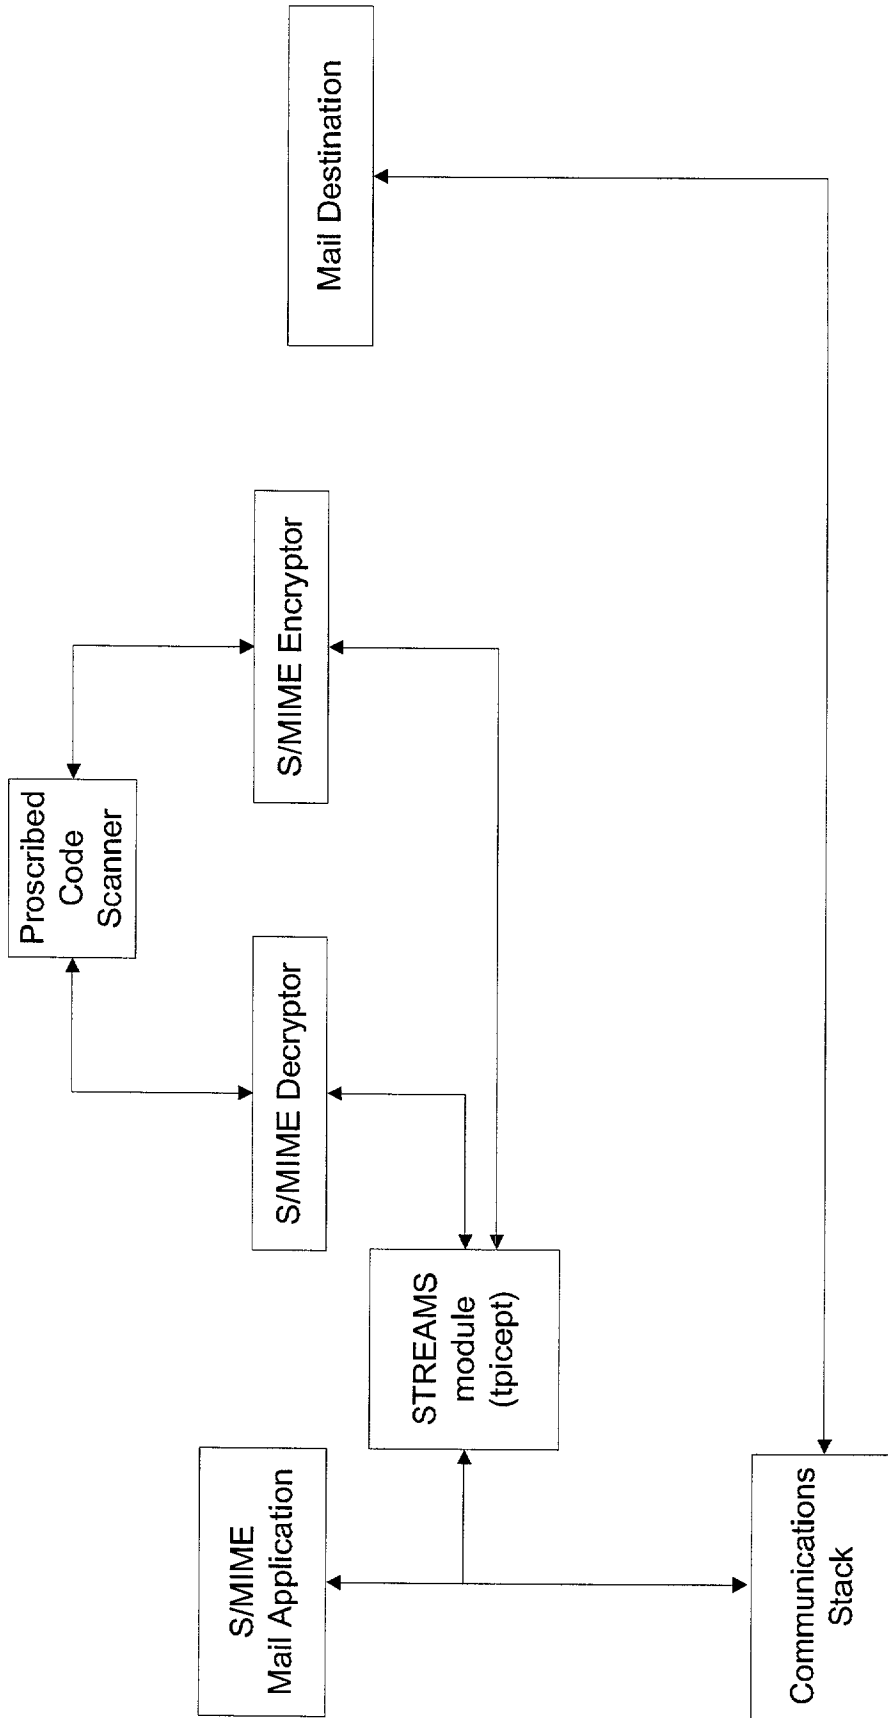 S/MIME
Mail Application
Communications
Stack
STREAMS
module
(tpicept)
S/MIME Decryptor
Proscribed
Code
Scanner
S/MIME Encryptor
Mail Destination